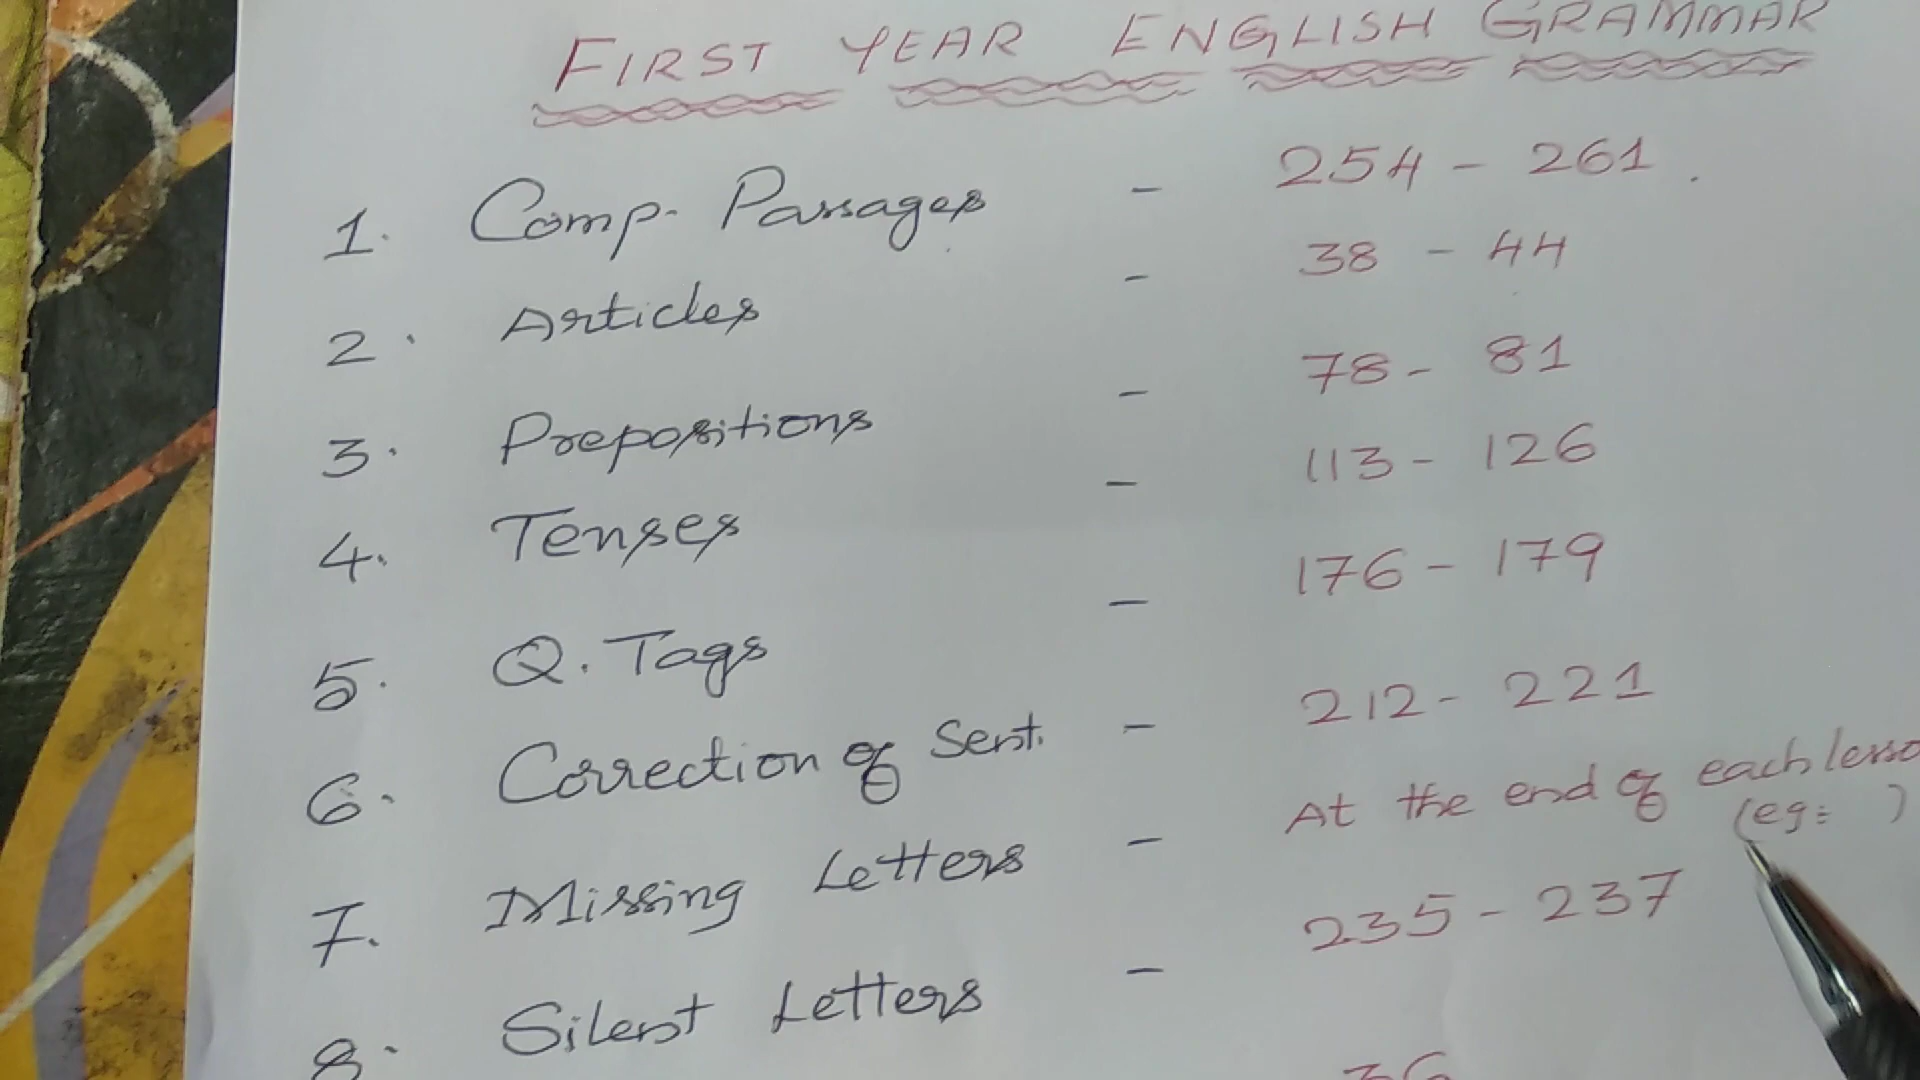 FIRST YEAR ENGLISH GRAMMAR
1. Comp. Passages - 254 - 261.
2. Articles - 38 - 44
3. Prepositions - 78 - 81
4. Tenses - 113 - 126
5. Q. Tags - 176 - 179
6. Correction of Sent. - 212 - 221
7. Missing Letters - At the end of each lesso
(eg: )
8. Silent Letters - 235 - 237
36